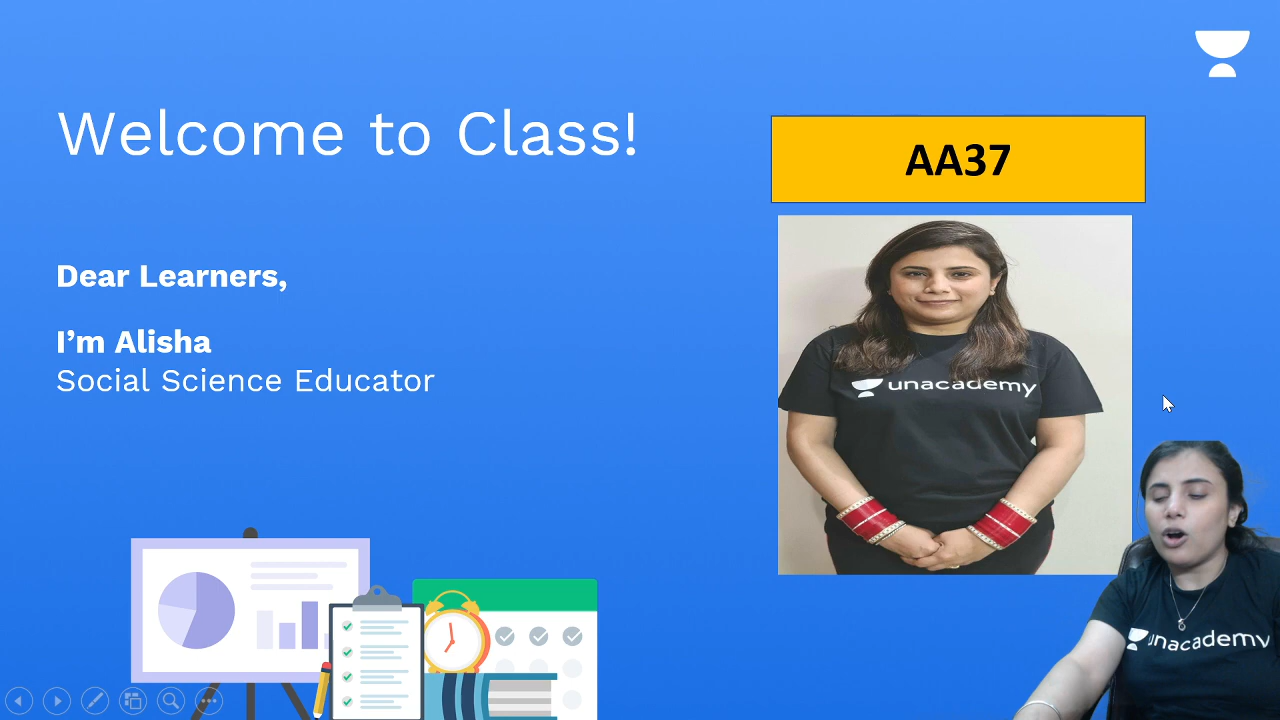 Welcome to Class!
AA37
Dear Learners,
I'm Alisha
Social Science Educator
unacademy
unacademy